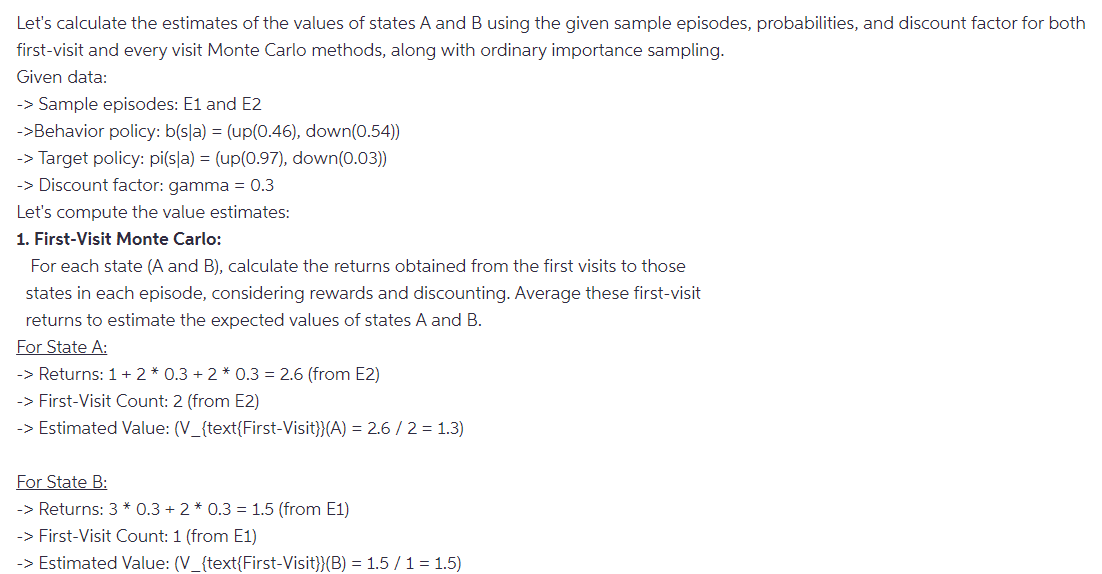 Let's calculate the estimates of the values of states A and B using the given sample episodes, probabilities, and discount factor for both
first-visit and every visit Monte Carlo methods, along with ordinary importance sampling.
Given data:
-> Sample episodes: E1 and E2
->Behavior policy: b(s|a) = (up(0.46), down(0.54))
-> Target policy: pi(s|a) = (up(0.97), down(0.03))
-> Discount factor: gamma = 0.3
Let's compute the value estimates:
1. First-Visit Monte Carlo:
For each state (A and B), calculate the returns obtained from the first visits to those
states in each episode, considering rewards and discounting. Average these first-visit
returns to estimate the expected values of states A and B.
For State A:
-> Returns: 1 + 2 * 0.3 + 2 * 0.3 = 2.6 (from E2)
-> First-Visit Count: 2 (from E2)
-> Estimated Value: (V_{text{First-Visit}}(A) = 2.6 / 2 = 1.3)
For State B:
-> Returns: 3 * 0.3 + 2 * 0.3 = 1.5 (from E1)
-> First-Visit Count: 1 (from E1)
-> Estimated Value: (V_{text{First-Visit}}(B) = 1.5 / 1 = 1.5)